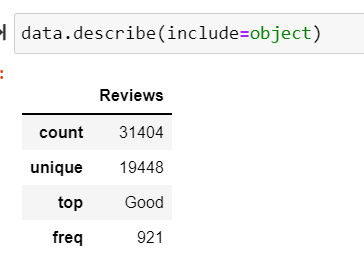 data.describe(include=object)
:
Reviews
count 31404
unique 19448
top Good
freq 921